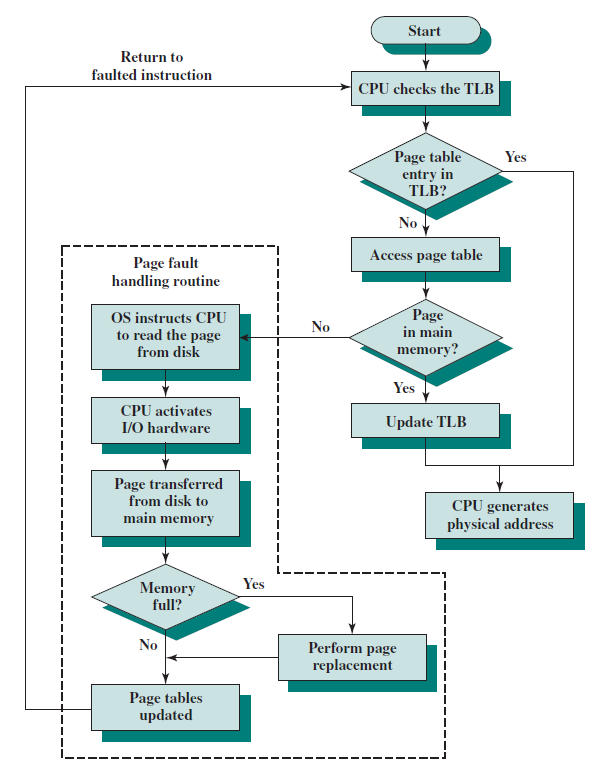 Start
Return to
faulted instruction
CPU checks the TLB
Page table
entry in
TLB?
Yes
No
Access page table
Page fault
handling routine
OS instructs CPU
to read the page
from disk
No
Page
in main
memory?
Yes
CPU activates
I/O hardware
Update TLB
Page transferred
from disk to
main memory
CPU generates
physical address
Memory
full?
Yes
No
Perform page
replacement
Page tables
updated